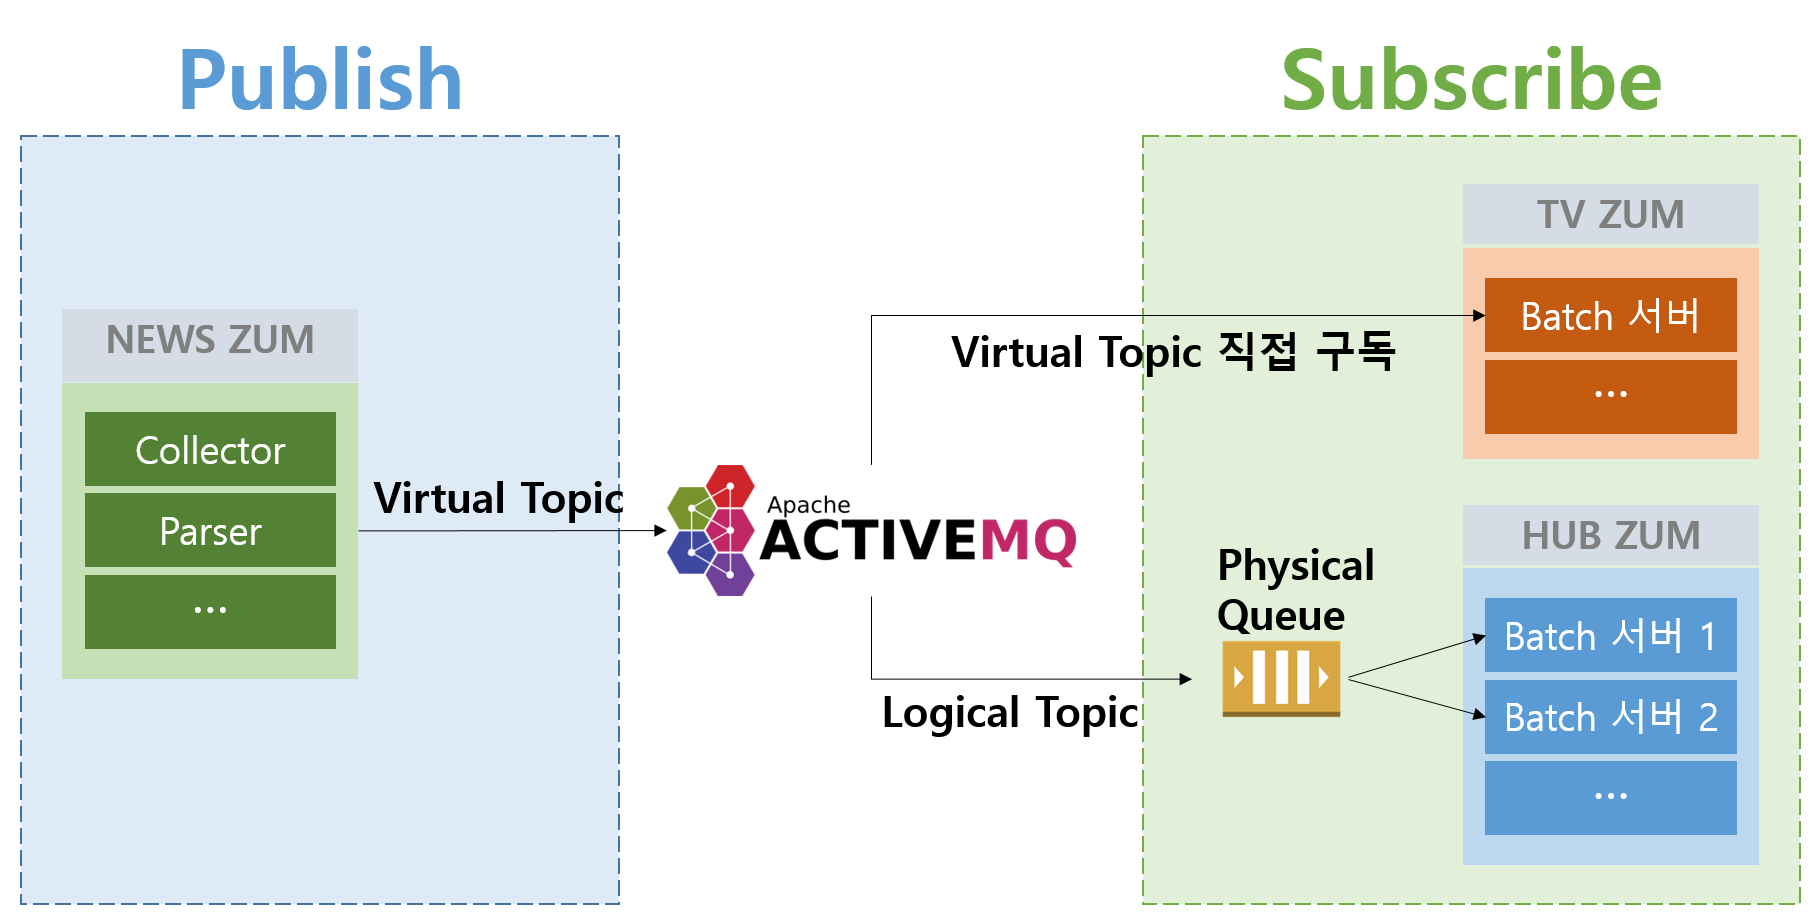 Publish
Subscribe
NEWS ZUM
Collector
Parser
...
Virtual Topic
Apache
ACTIVEMQ
Virtual Topic 직접 구독
Logical Topic
Physical
Queue
TV ZUM
Batch 서버
...
HUB ZUM
Batch 서버 1
Batch 서버 2
...